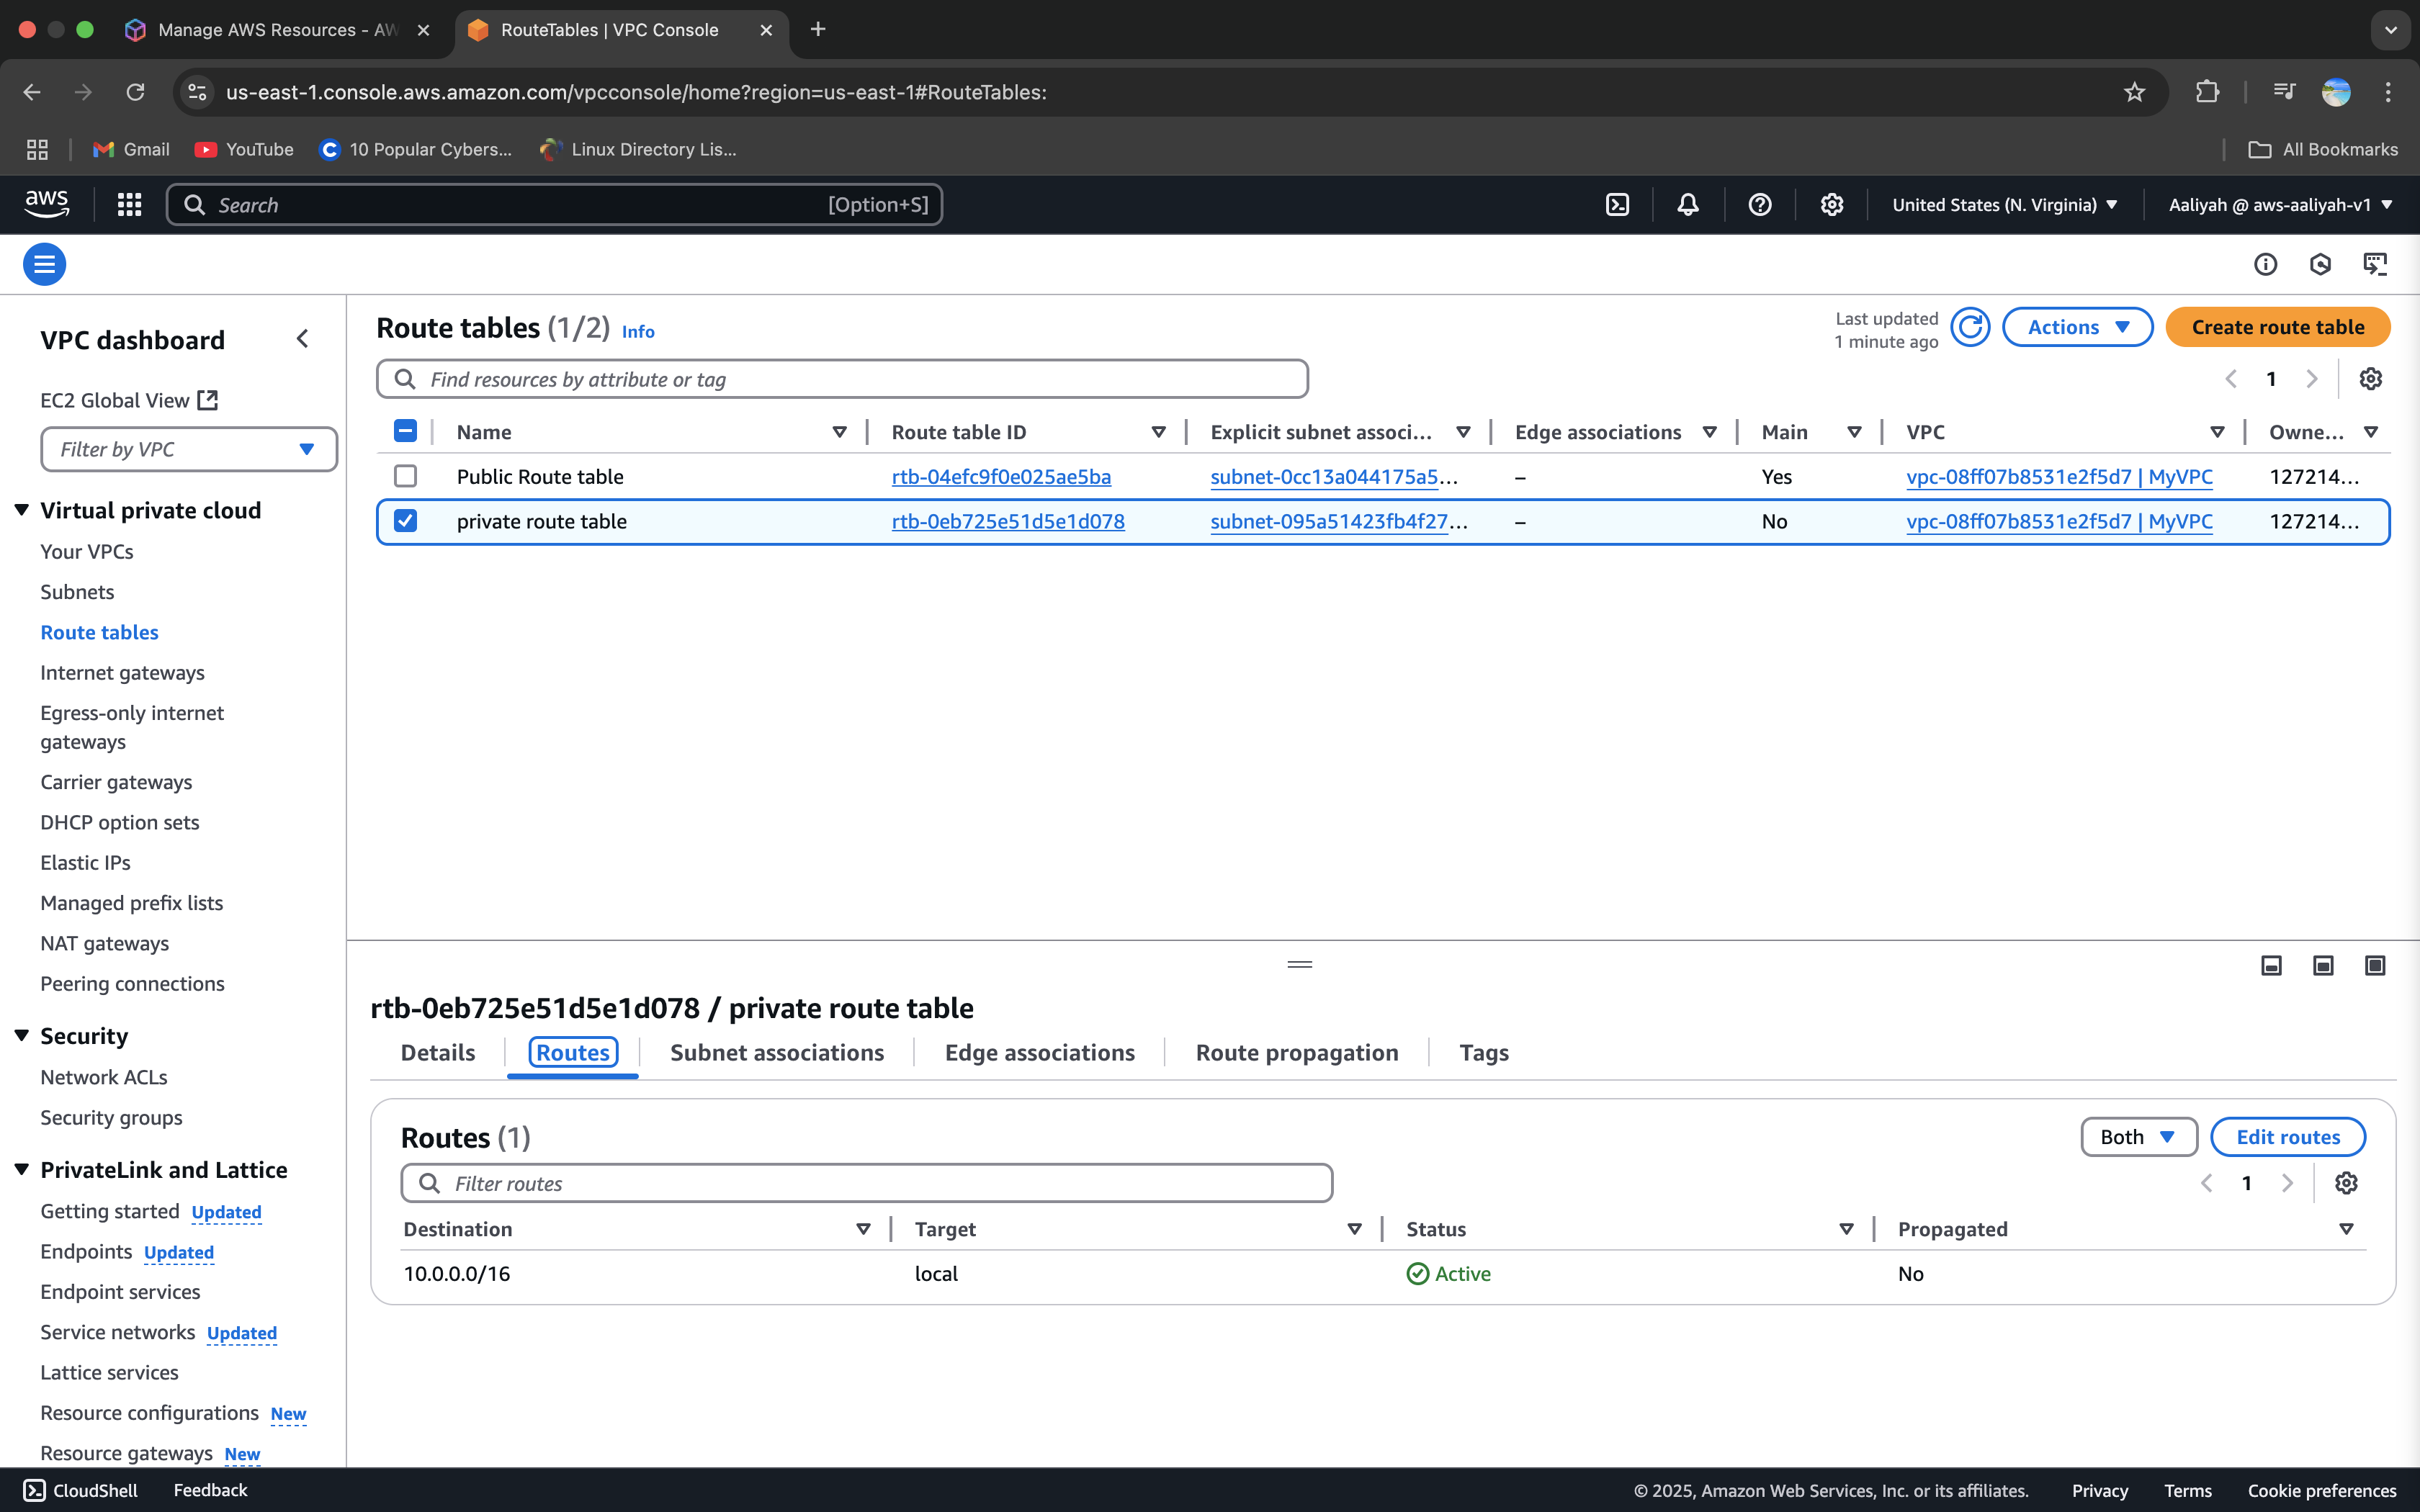 Manage AWS Resources - AW
RouteTables | VPC Console
us-east-1.console.aws.amazon.com/vpcconsole/home?region=us-east-1#RouteTables:
Gmail
YouTube
10 Popular Cybers...
Linux Directory Lis...
All Bookmarks
aws
Search
[Option+S]
United States (N. Virginia)
Aaliyah @ aws-aaliyah-v1
VPC dashboard
EC2 Global View
Filter by VPC
Virtual private cloud
Your VPCs
Subnets
Route tables
Internet gateways
Egress-only internet
gateways
Carrier gateways
DHCP option sets
Elastic IPs
Managed prefix lists
NAT gateways
Peering connections
Security
Network ACLs
Security groups
PrivateLink and Lattice
Getting started Updated
Endpoints Updated
Endpoint services
Service networks Updated
Lattice services
Resource configurations New
Resource gateways New
Route tables (1/2) Info
Last updated
1 minute ago
Actions
Create route table
Find resources by attribute or tag
1
Name Route table ID Explicit subnet associ... Edge associations Main VPC Owne...
Public Route table rtb-04efc9f0e025ae5ba subnet-0cc13a044175a5... – Yes vpc-08ff07b8531e2f5d7 | MyVPC 127214...
private route table rtb-0eb725e51d5e1d078 subnet-095a51423fb4f27... – No vpc-08ff07b8531e2f5d7 | MyVPC 127214...
rtb-0eb725e51d5e1d078 / private route table
Details Routes Subnet associations Edge associations Route propagation Tags
Routes (1)
Both
Edit routes
Filter routes
1
Destination Target Status Propagated
10.0.0.0/16 local Active No
CloudShell Feedback
© 2025, Amazon Web Services, Inc. or its affiliates. Privacy Terms Cookie preferences